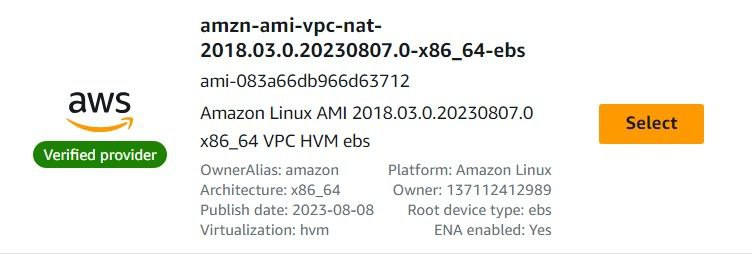 amzn-ami-vpc-nat-
2018.03.0.20230807.0-x86_64-ebs
ami-083a66db966d63712
aws
Amazon Linux AMI 2018.03.0.20230807.0
Select
x86_64 VPC HVM ebs
Verified provider
OwnerAlias: amazon Platform: Amazon Linux
Architecture: x86_64 Owner: 137112412989
Publish date: 2023-08-08 Root device type: ebs
Virtualization: hvm ENA enabled: Yes